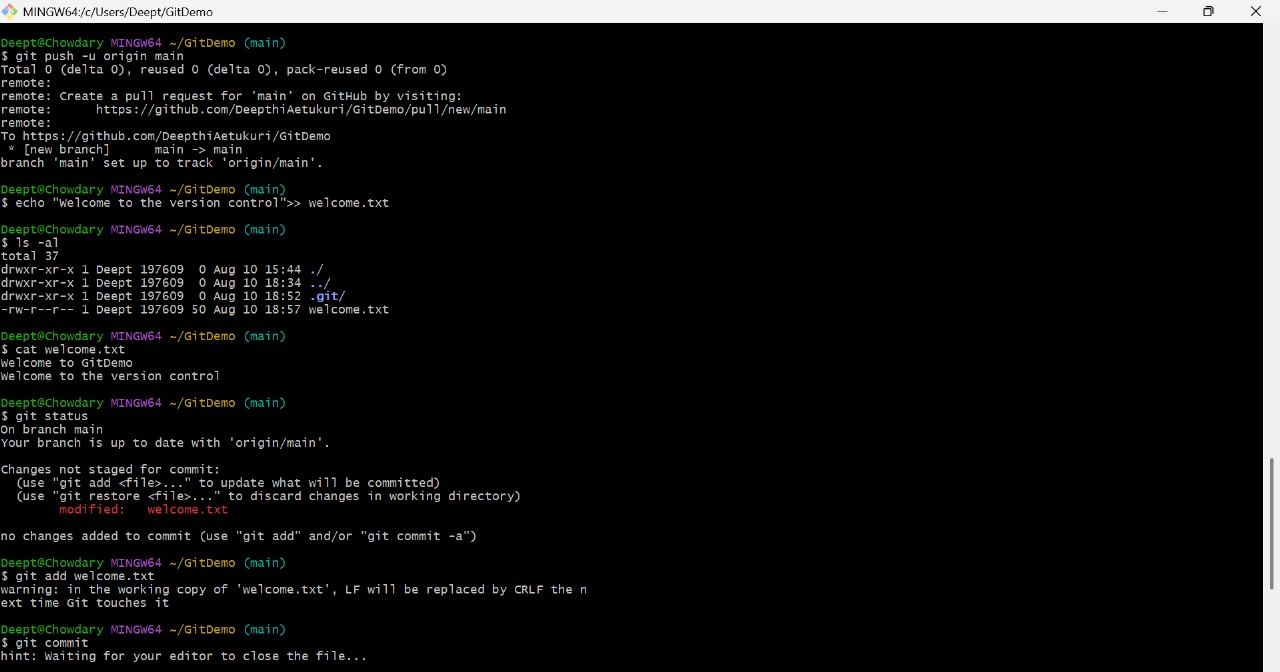 MINGW64:/c/Users/Deept/GitDemo
Deept@Chowdary MINGW64 ~/GitDemo (main)
$ git push -u origin main
Total 0 (delta 0), reused 0 (delta 0), pack-reused 0 (from 0)
remote:
remote: Create a pull request for 'main' on GitHub by visiting:
remote:      https://github.com/DeepthiAetukuri/GitDemo/pull/new/main
remote:
To https://github.com/DeepthiAetukuri/GitDemo
 * [new branch]      main -> main
branch 'main' set up to track 'origin/main'.
Deept@Chowdary MINGW64 ~/GitDemo (main)
$ echo "Welcome to the version control">> welcome.txt
Deept@Chowdary MINGW64 ~/GitDemo (main)
$ ls -al
total 37
drwxr-xr-x 1 Deept 197609  0 Aug 10 15:44 ./
drwxr-xr-x 1 Deept 197609  0 Aug 10 18:34 ../
drwxr-xr-x 1 Deept 197609  0 Aug 10 18:52 .git/
-rw-r--r-- 1 Deept 197609 50 Aug 10 18:57 welcome.txt
Deept@Chowdary MINGW64 ~/GitDemo (main)
$ cat welcome.txt
Welcome to GitDemo
Welcome to the version control
Deept@Chowdary MINGW64 ~/GitDemo (main)
$ git status
On branch main
Your branch is up to date with 'origin/main'.
Changes not staged for commit:
  (use "git add <file>..." to update what will be committed)
  (use "git restore <file>..." to discard changes in working directory)
        modified:   welcome.txt
no changes added to commit (use "git add" and/or "git commit -a")
Deept@Chowdary MINGW64 ~/GitDemo (main)
$ git add welcome.txt
warning: in the working copy of 'welcome.txt', LF will be replaced by CRLF the n
ext time Git touches it
Deept@Chowdary MINGW64 ~/GitDemo (main)
$ git commit
hint: Waiting for your editor to close the file...